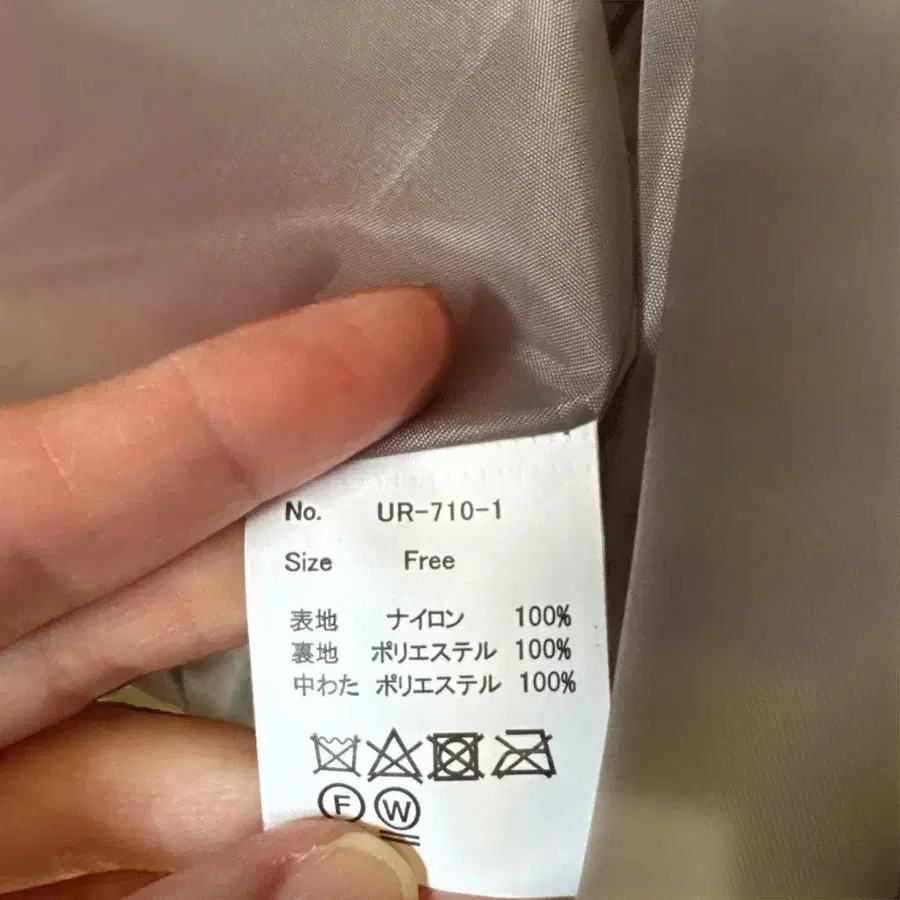 No. UR-710-1
Size Free
表地 ナイロン 100%
裏地 ポリエステル 100%
中わた ポリエステル 100%
F W